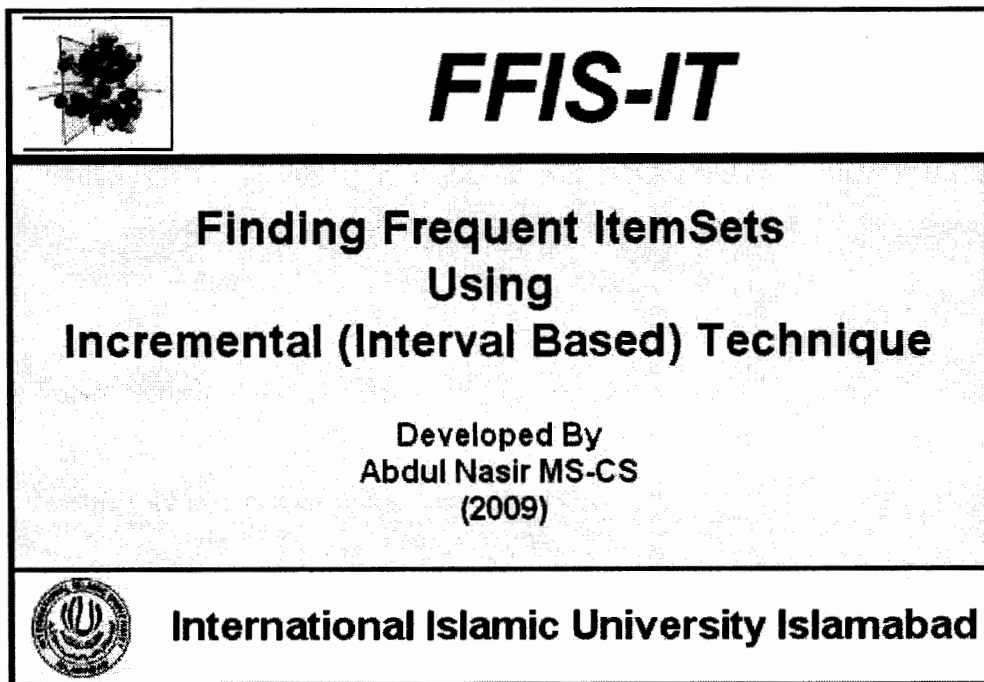 FFIS-IT
Finding Frequent ItemSets
Using
Incremental (Interval Based) Technique
Developed By
Abdul Nasir MS-CS
(2009)
International Islamic University Islamabad